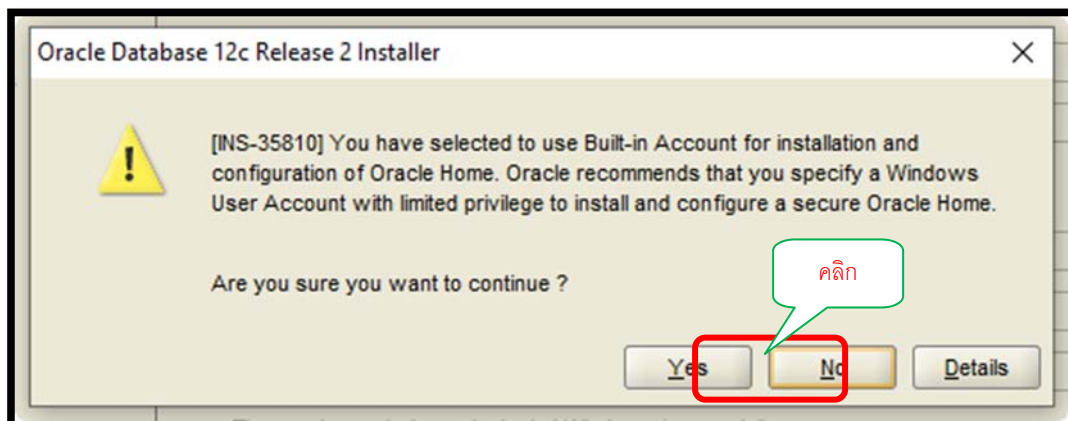 Oracle Database 12c Release 2 Installer
[INS-35810] You have selected to use Built-in Account for installation and
configuration of Oracle Home. Oracle recommends that you specify a Windows
User Account with limited privilege to install and configure a secure Oracle Home.
Are you sure you want to continue ?
คลิก
Yes
No
Details